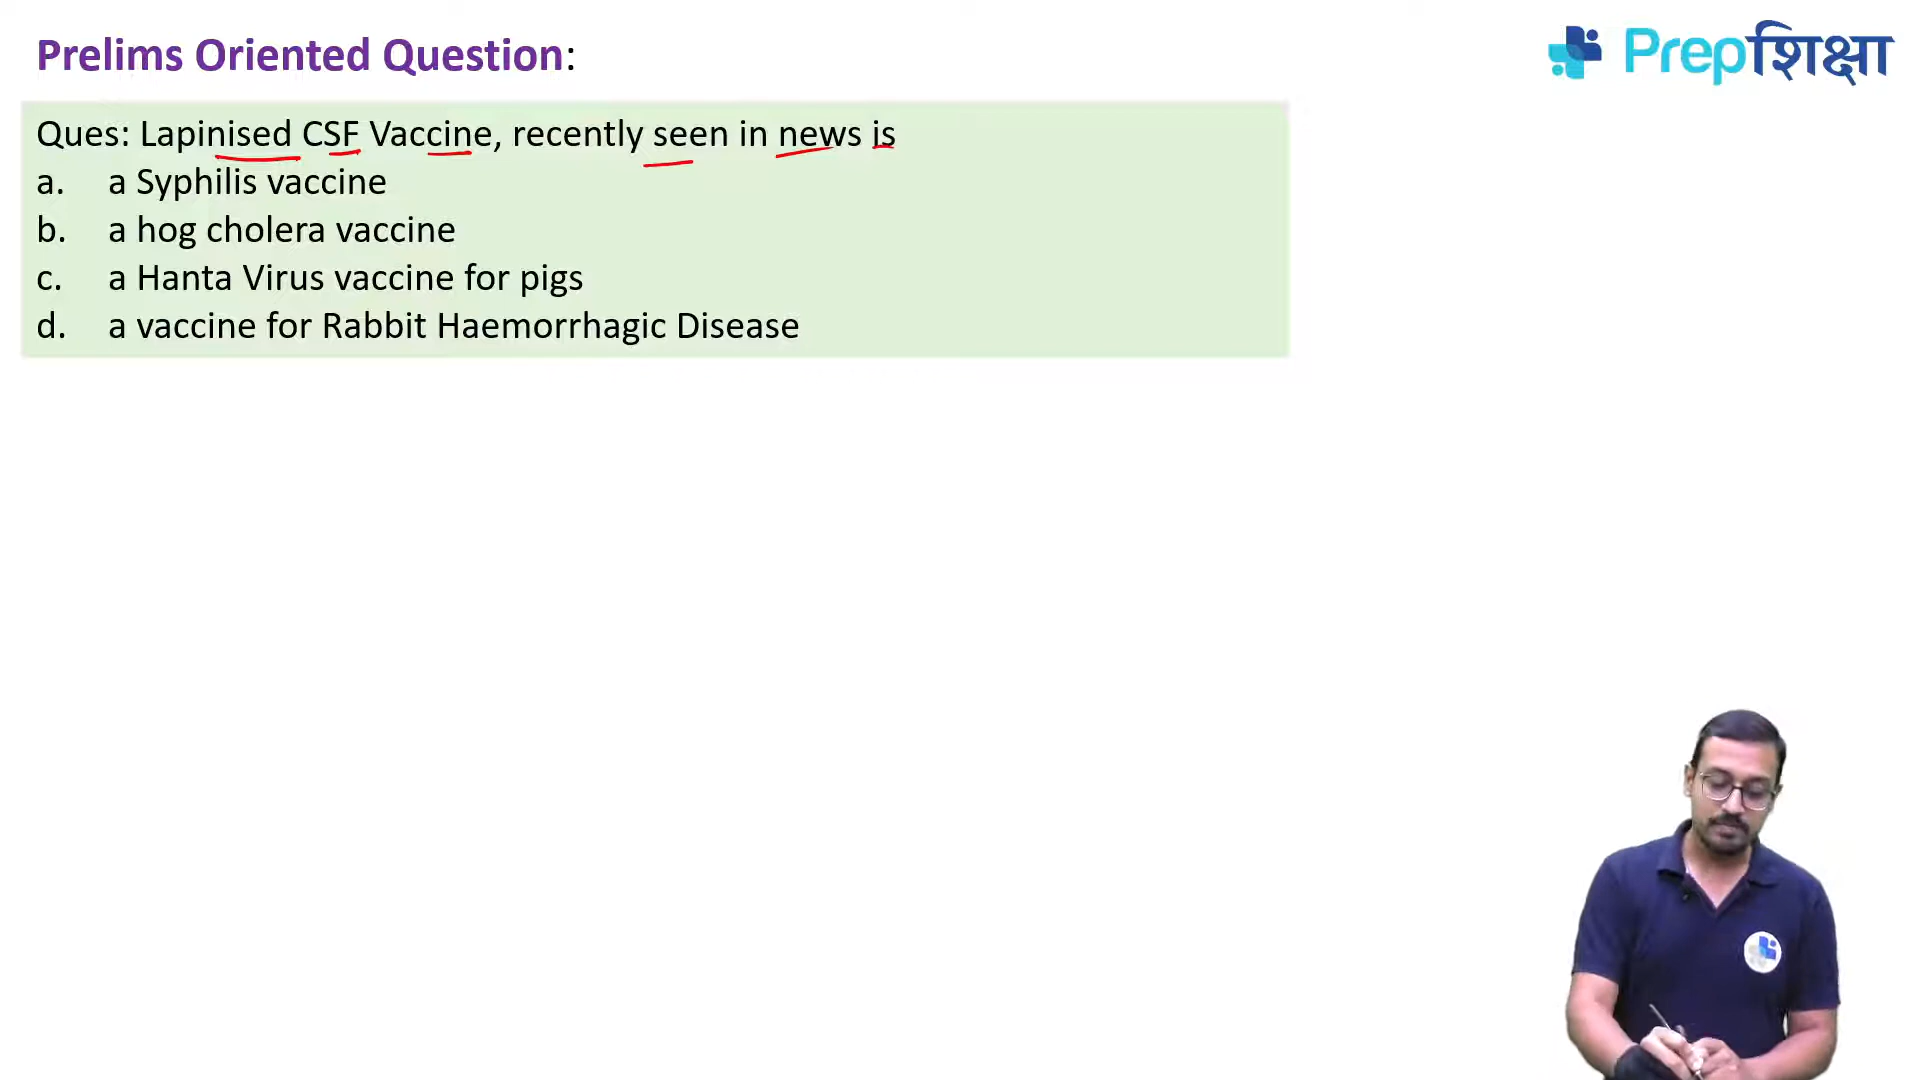 Prelims Oriented Question:
Prepशिक्षा
Ques: Lapinised CSF Vaccine, recently seen in news is
a. a Syphilis vaccine
b. a hog cholera vaccine
c. a Hanta Virus vaccine for pigs
d. a vaccine for Rabbit Haemorrhagic Disease